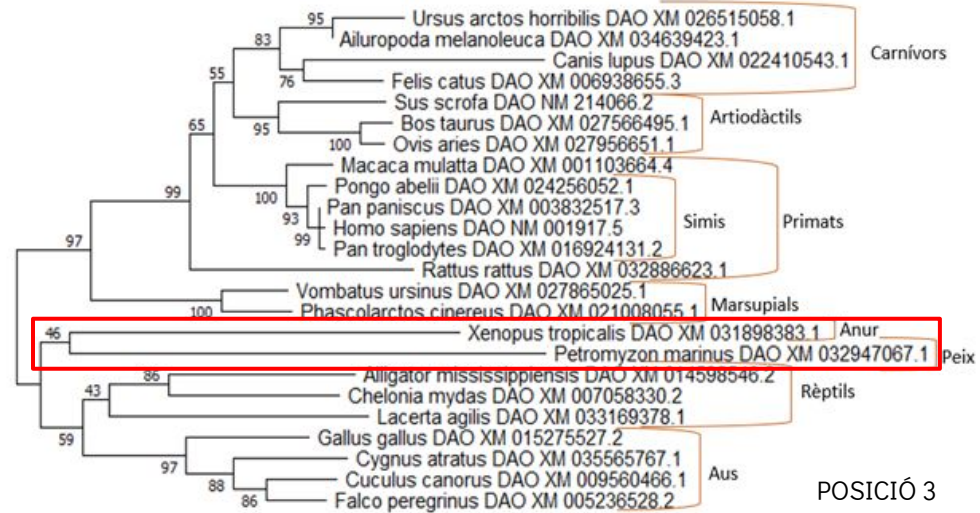 95
Ursus arctos horribilis DAO XM 026515058.1
83
Ailuropoda melanoleuca DAO XM 034639423.1
Carnívors
55
Canis lupus DAO XM 022410543.1
76
Felis catus DAO XM 006938655.3
Sus scrofa DAO NM 214066.2
65
95
Bos taurus DAO XM 027566495.1
Artiodàctils
100
Ovis aries DAO XM 027956651.1
Macaca mulatta DAO XM 001103664.4
99
100
Pongo abelii DAO XM 024256052.1
93
Pan paniscus DAO XM 003832517.3
Simis
Primats
99
Homo sapiens DAO NM 001917.5
97
Pan troglodytes DAO XM 016924131.2
Rattus rattus DAO XM 032886623.1
Vombatus ursinus DAO XM 027865025.1
Marsupials
100
Phascolarctos cinereus DAO XM 021008055.1
46
Xenopus tropicalis DAO XM 031898383.1
Anur
Petromyzon marinus DAO XM 032947067.1
Peix
86
Alligator mississippiensis DAO XM 014598546.2
43
Chelonia mydas DAO XM 007058330.2
Rèptils
Lacerta agilis DAO XM 033169378.1
59
Gallus gallus DAO XM 015275527.2
97
Cygnus atratus DAO XM 035565767.1
Aus
88
Cuculus canorus DAO XM 009560466.1
86
Falco peregrinus DAO XM 005236528.2
POSICIÓ 3